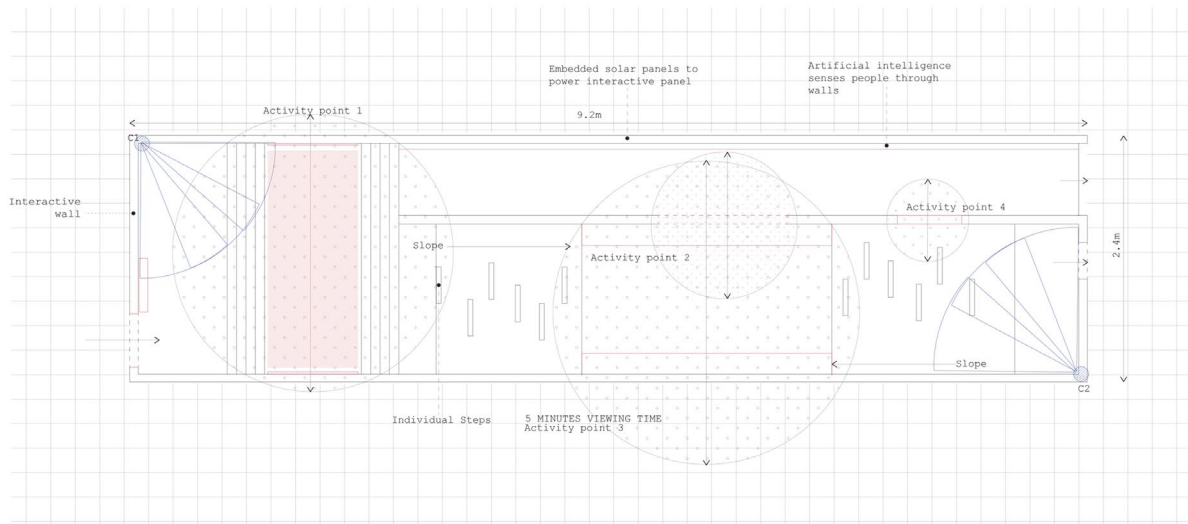 Embedded solar panels to
power interactive panel
Artificial intelligence
senses people through
walls
Activity point 1
9.2m
C1
Interactive
wall
Activity point 4
Slope
Activity point 2
2.4m
Slope
C2
Individual Steps
5 MINUTES VIEWING TIME
Activity point 3